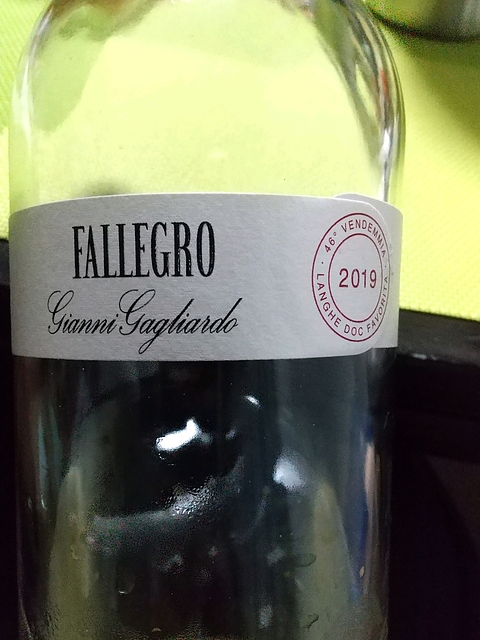 FALLEGRO
Gianni Gagliardo
46° VENDEMMIA
2019
LANGHE DOC FAVORITA